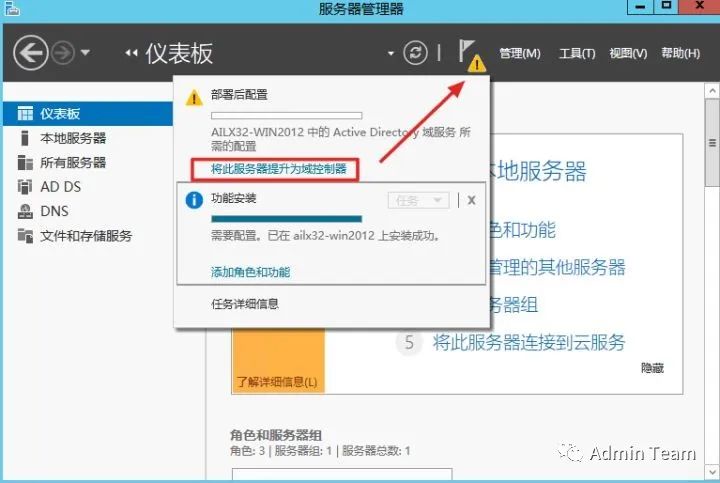 服务器管理器
仪表板
管理(M) 工具(T) 视图(V) 帮助(H)
部署后配置
AILX32-WIN2012 中的 Active Directory 域服务 所
需的配置
将此服务器提升为域控制器
功能安装
任务
X
需要配置。已在 ailx32-win2012 上安装成功。
添加角色和功能
任务详细信息
仪表板
本地服务器
所有服务器
AD DS
DNS
文件和存储服务
本地服务器
色和功能
管理的其他服务器
务器组
5 将此服务器连接到云服务
隐藏
了解详细信息(L)
角色和服务器组
角色: 3 | 服务器组: 1 | 服务器总数: 1
Admin Team